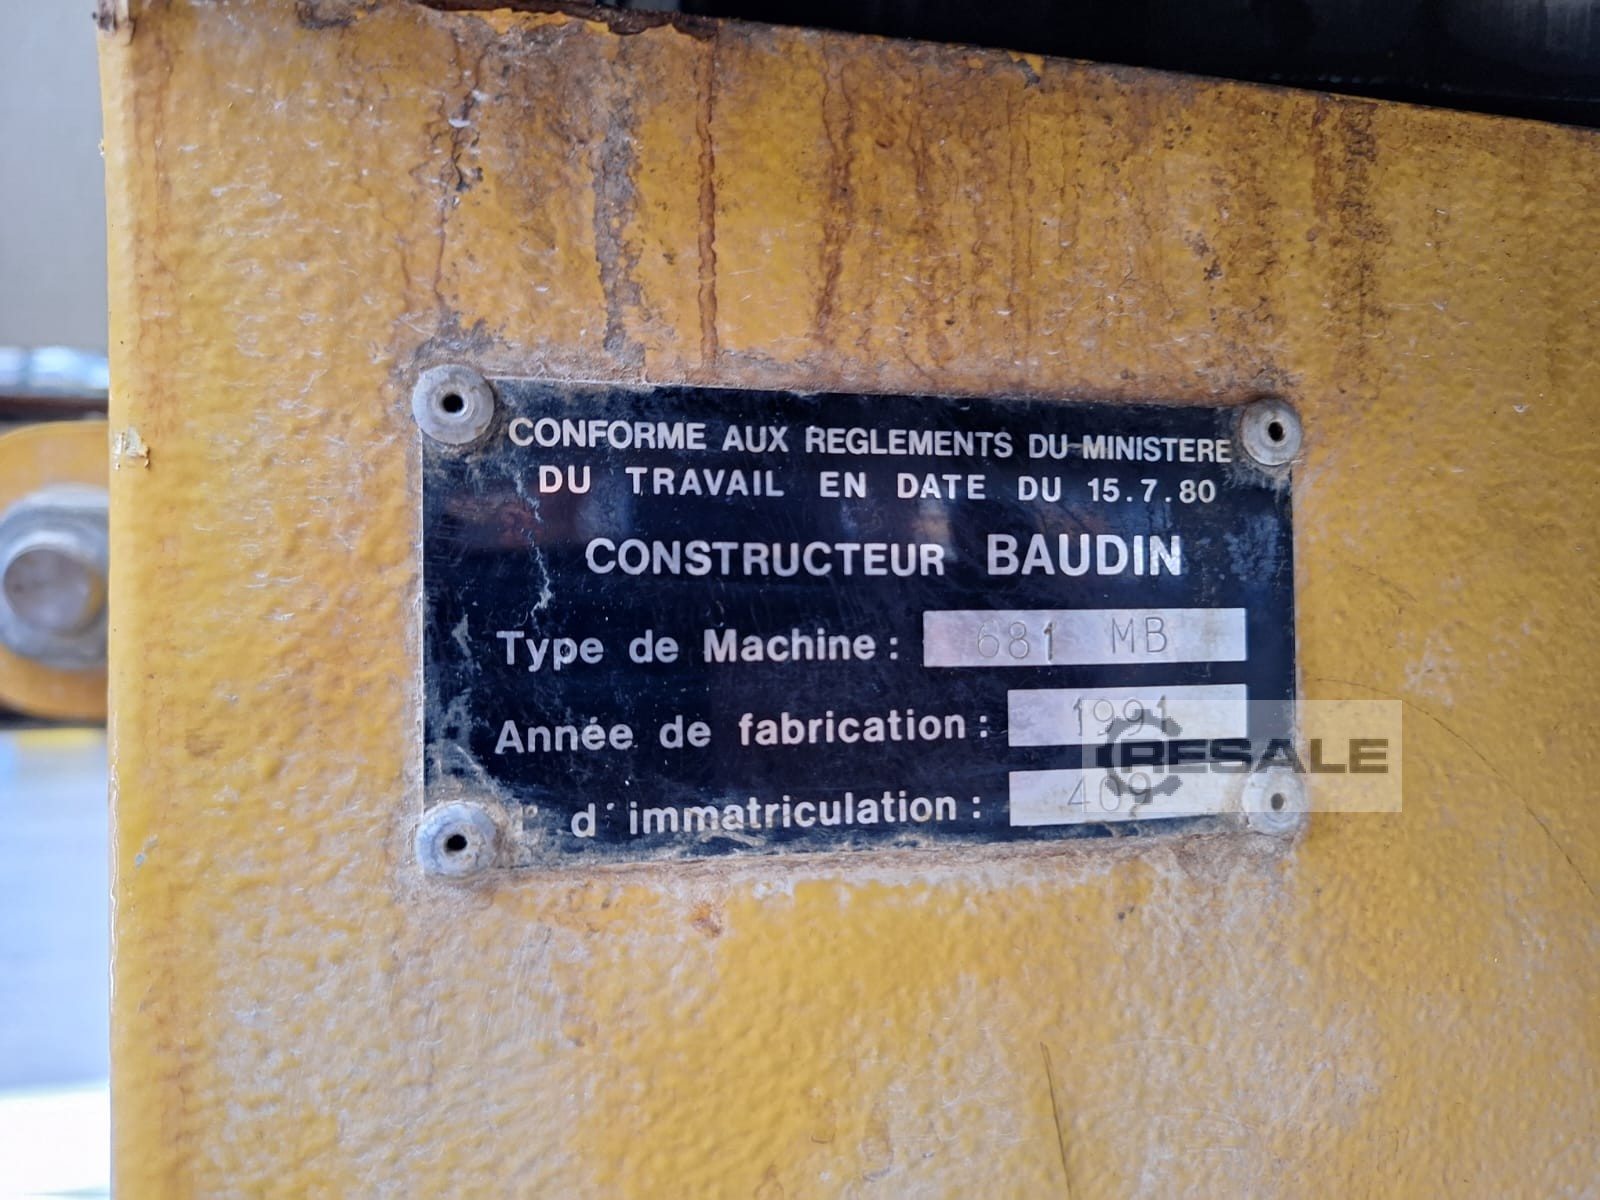 CONFORME AUX REGLEMENTS DU MINISTERE
DU TRAVAIL EN DATE DU 15.7.80
CONSTRUCTEUR BAUDIN
Type de Machine : 681 MB
Année de fabrication : 1991
d'immatriculation : 409
RESALE